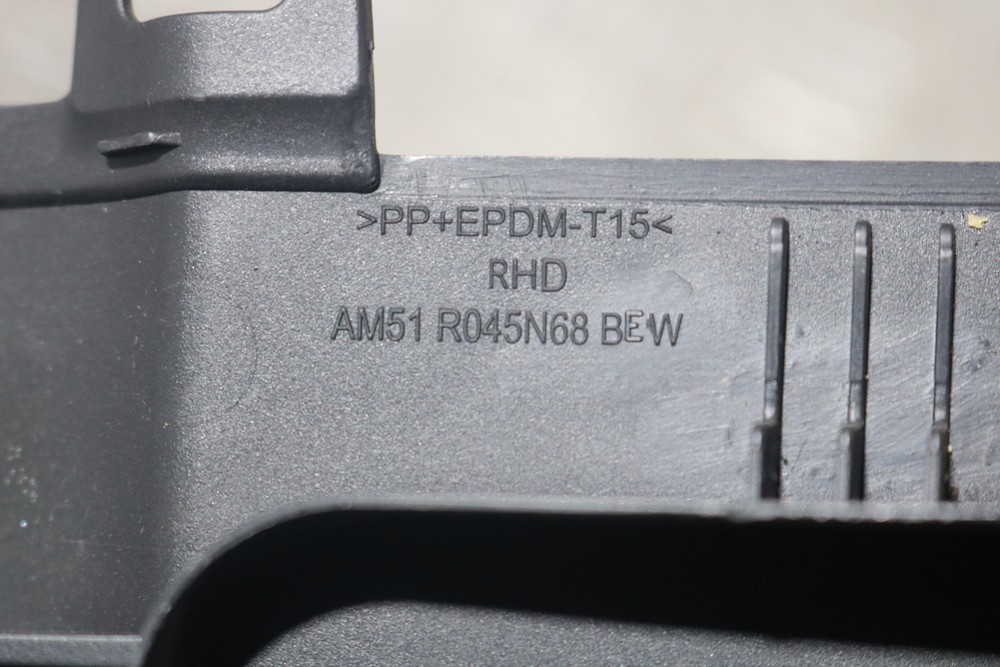 >PP+EPDM-T15<
RHD
AM51 R045N68 BEW